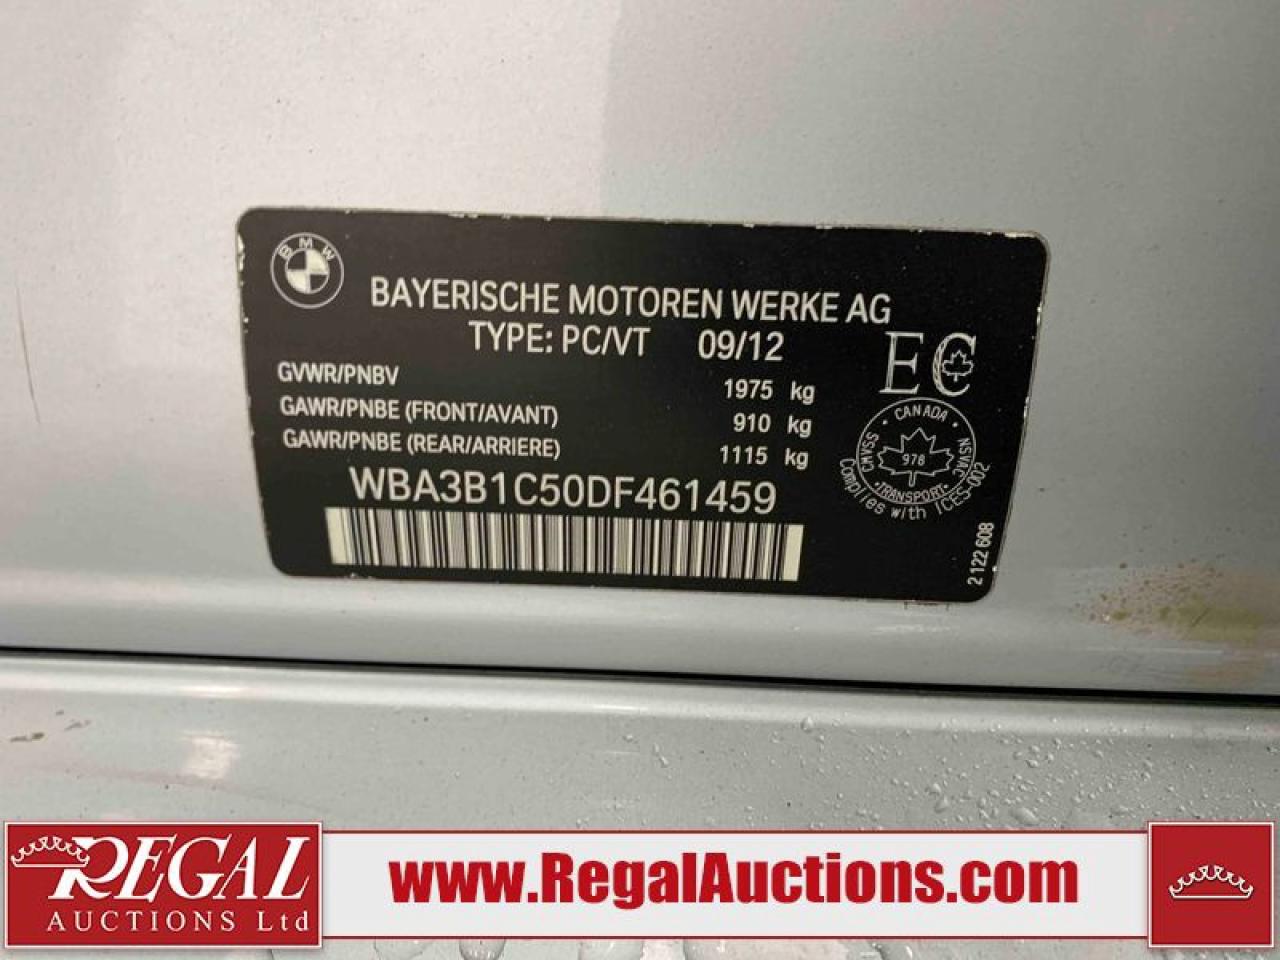 BMW
BAYERISCHE MOTOREN WERKE AG
TYPE: PC/VT 09/12
GVWR/PNBV 1975 kg
GAWR/PNBE (FRONT/AVANT) 910 kg
GAWR/PNBE (REAR/ARRIERE) 1115 kg
WBA3B1C50DF461459
EC
CANADA
CMVSS 978 NSVAC
TRANSPORT
Complies with ICES-002
2 122 608
REGAL
AUCTIONS Ltd
www.RegalAuctions.com